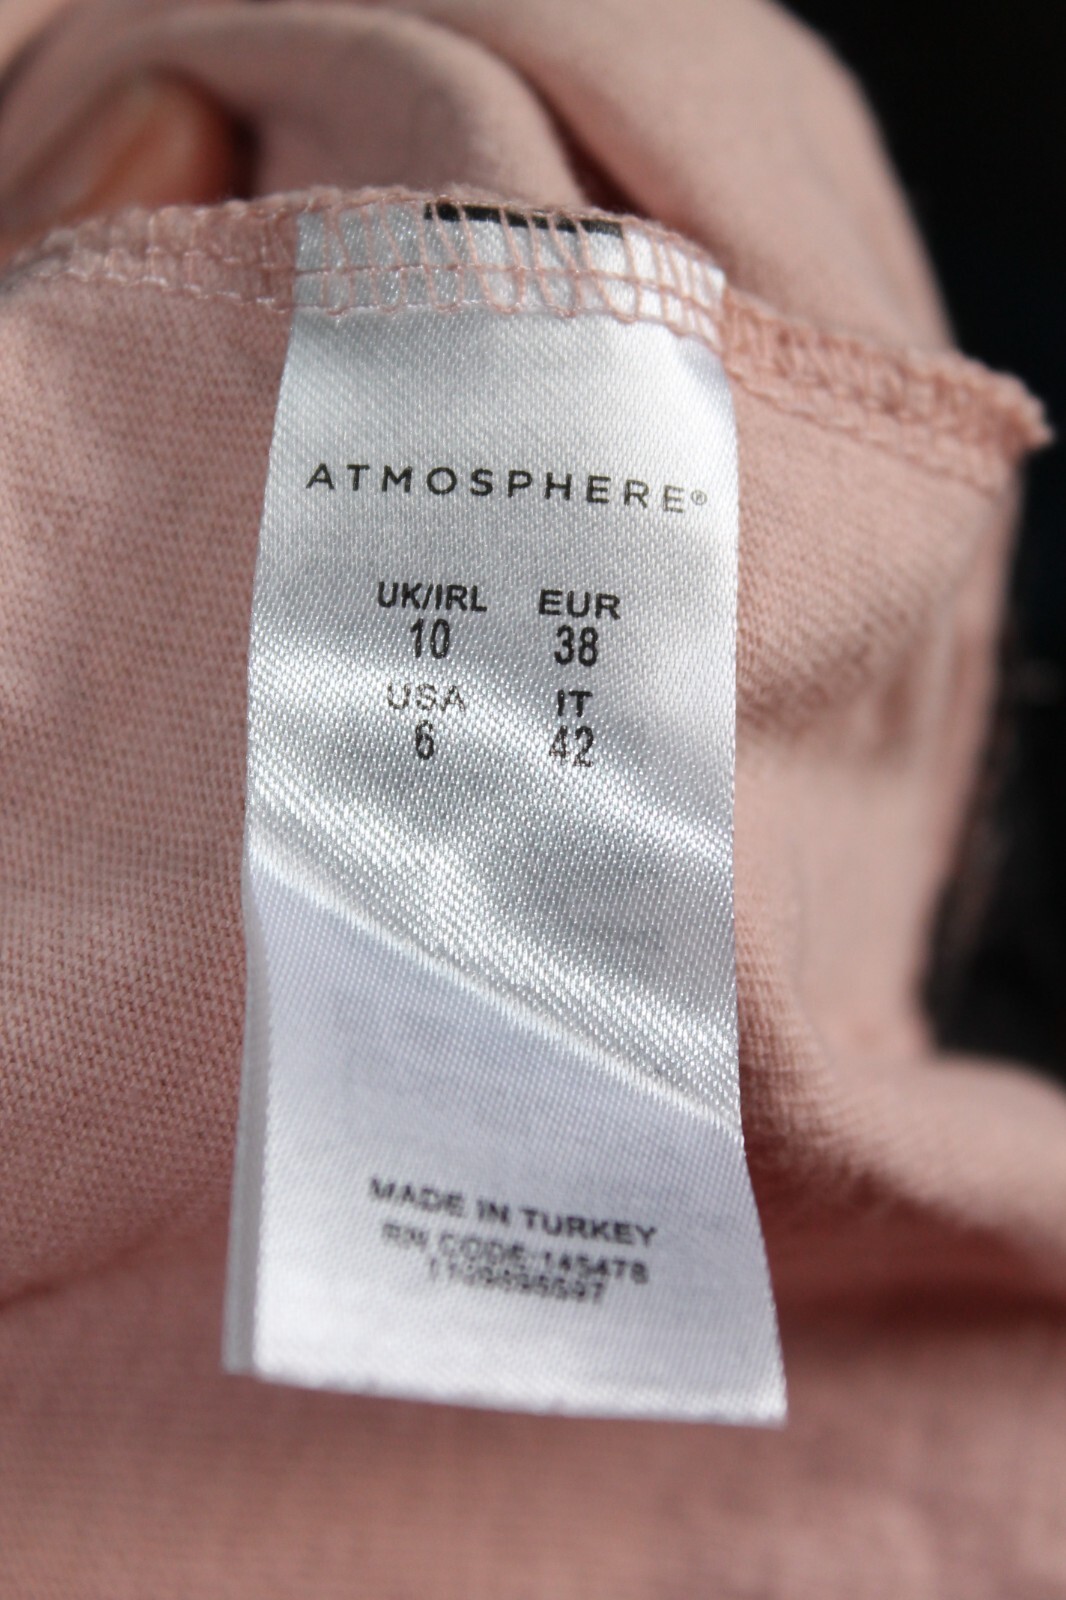 ATMOSPHERE®
UK/IRL EUR
10 38
USA IT
6 42
MADE IN TURKEY
RN CODE:145478